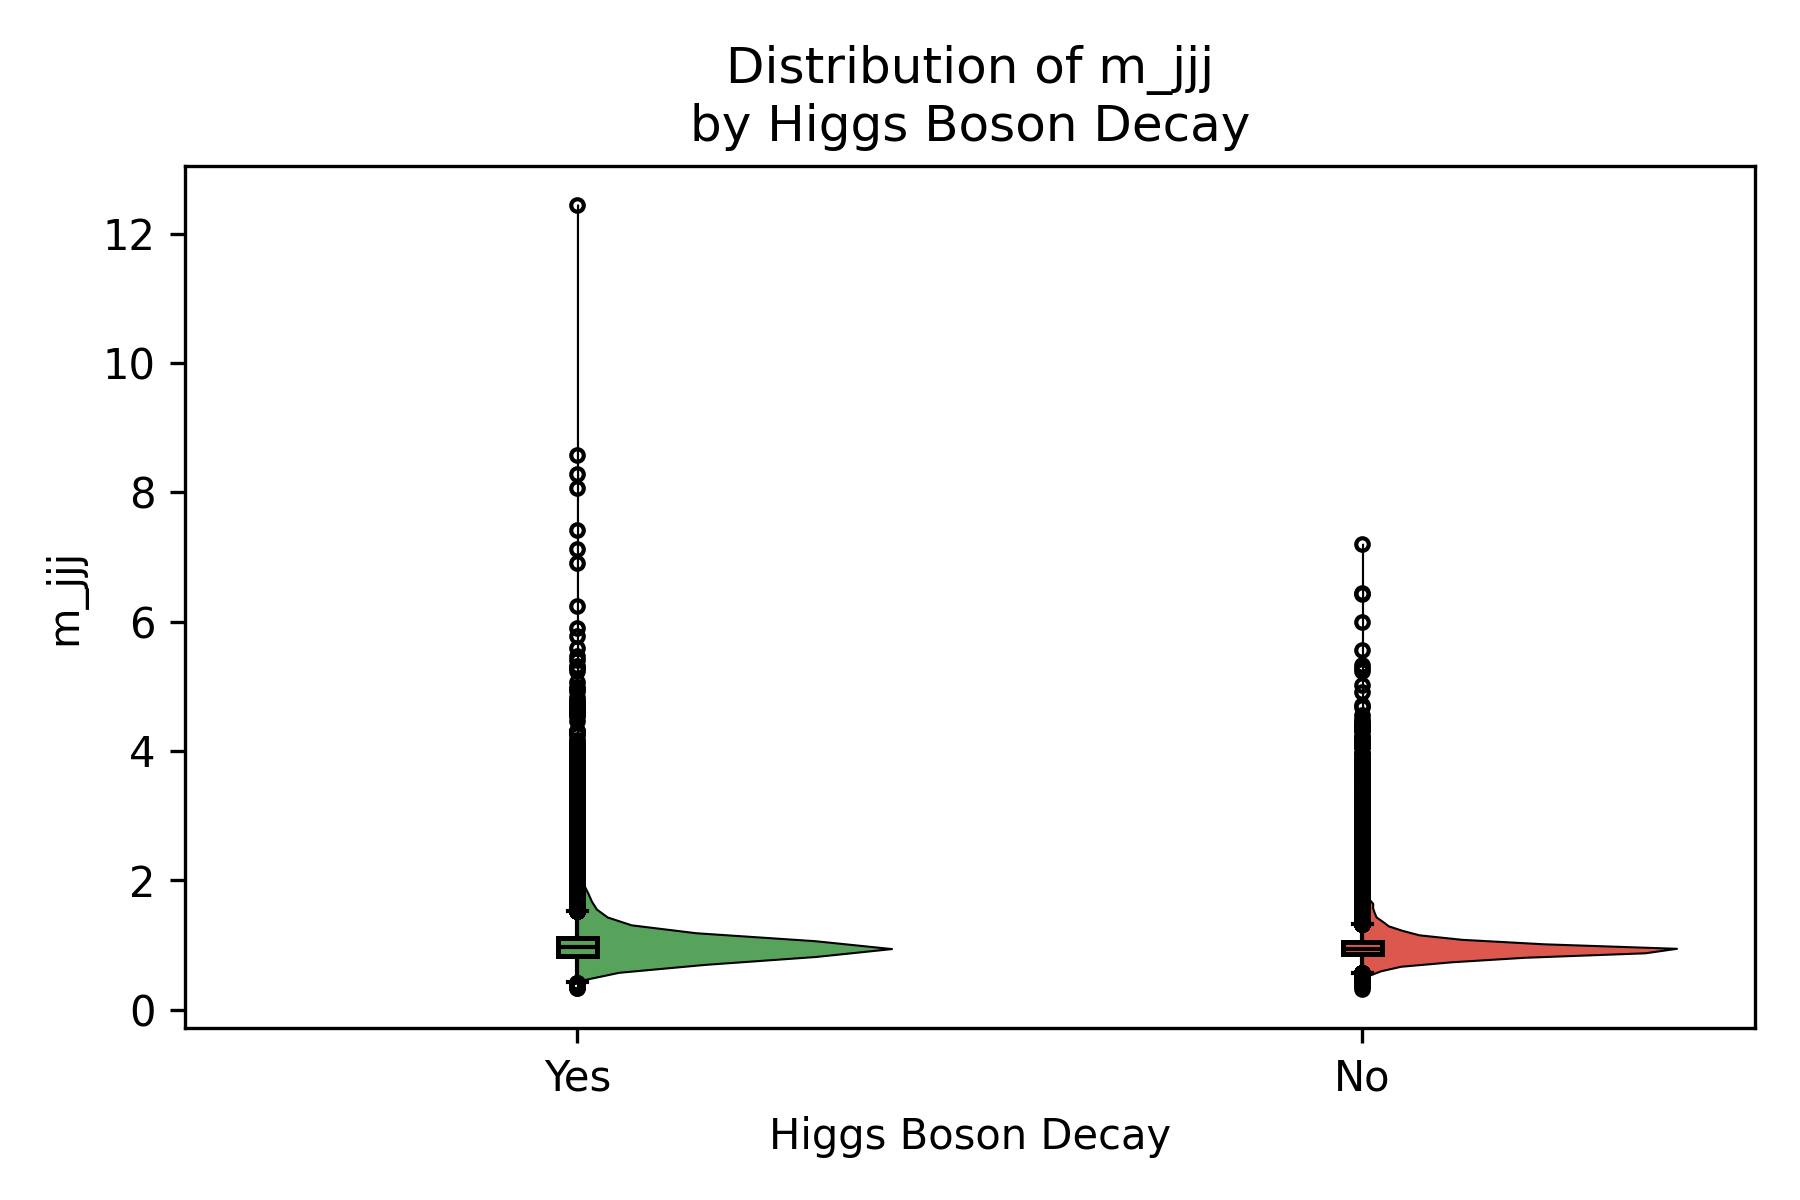 Distribution of m_jjj
by Higgs Boson Decay
m_jjj
12
10
8
6
4
2
0
Yes
No
Higgs Boson Decay